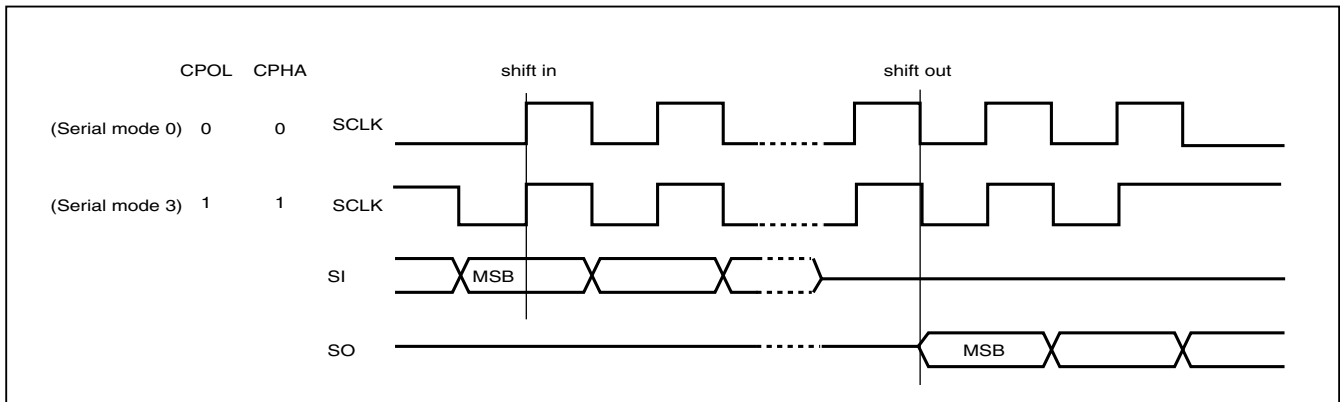 CPOL CPHA shift in shift out
(Serial mode 0) 0 0 SCLK
(Serial mode 3) 1 1 SCLK
SI MSB
SO MSB